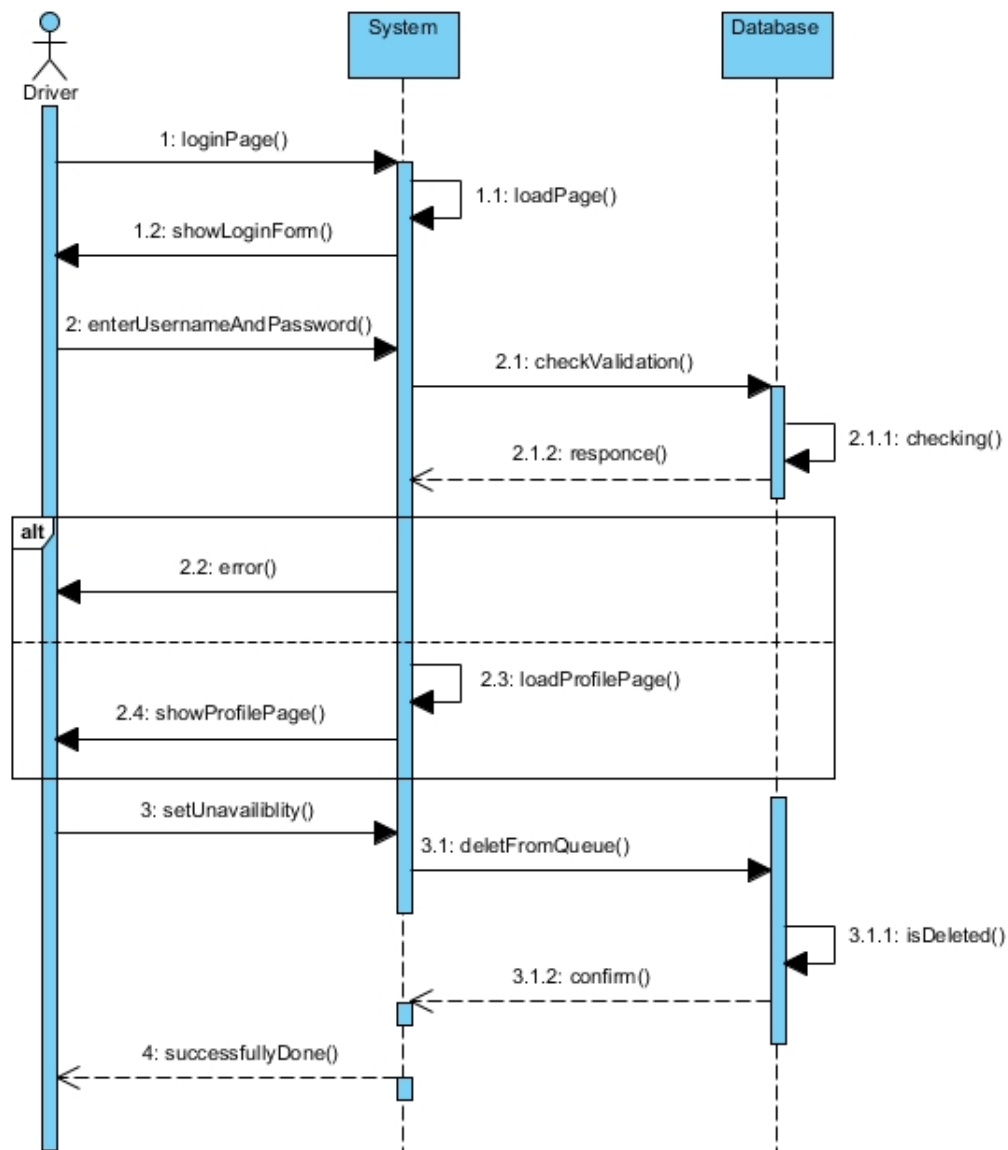 System
Database
Driver
1: loginPage()
1.1: loadPage()
1.2: showLoginForm()
2: enterUsernameAndPassword()
2.1: checkValidation()
2.1.1: checking()
2.1.2: responce()
alt
2.2: error()
2.3: loadProfilePage()
2.4: showProfilePage()
3: setUnavailiblity()
3.1: deletFromQueue()
3.1.1: isDeleted()
3.1.2: confirm()
4: successfullyDone()